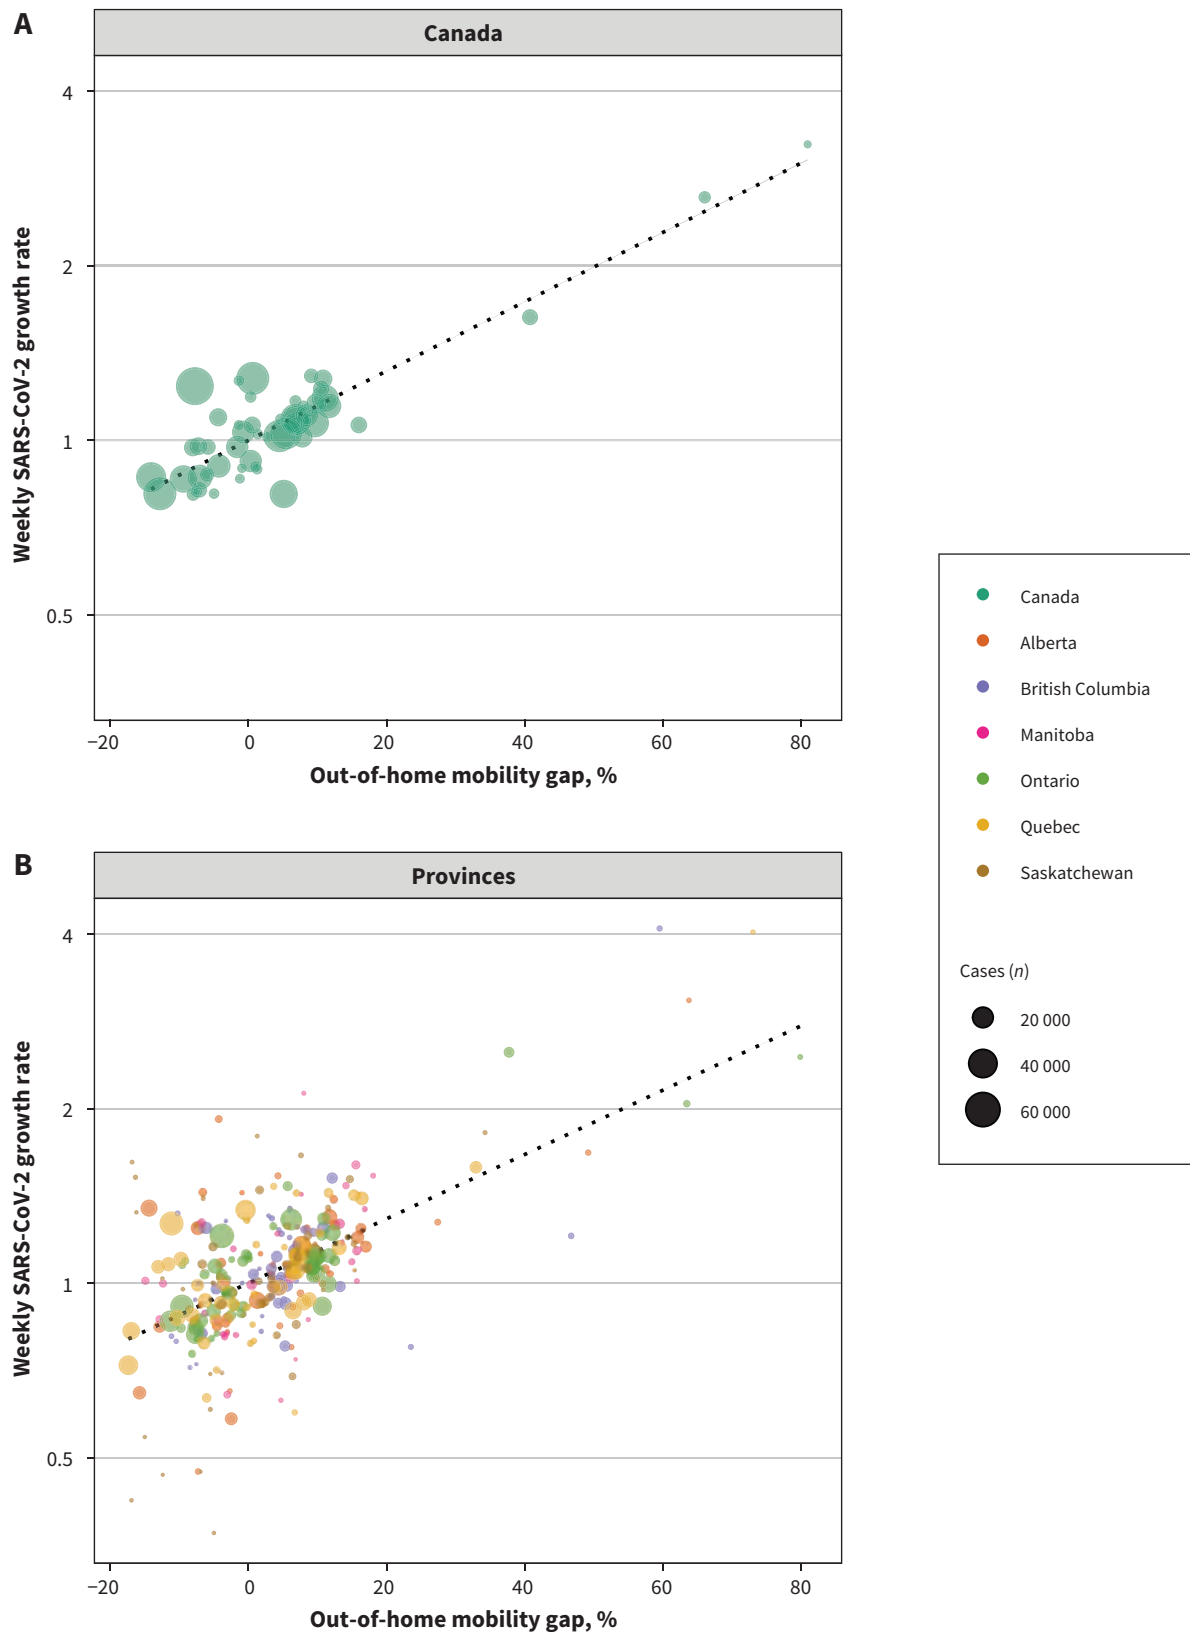 A
Canada
4
2
1
0.5
Weekly SARS-CoV-2 growth rate
−20 0 20 40 60 80
Out-of-home mobility gap, %
Canada
Alberta
British Columbia
Manitoba
Ontario
Quebec
Saskatchewan
Cases (n)
20 000
40 000
60 000
B
Provinces
4
2
1
0.5
Weekly SARS-CoV-2 growth rate
−20 0 20 40 60 80
Out-of-home mobility gap, %